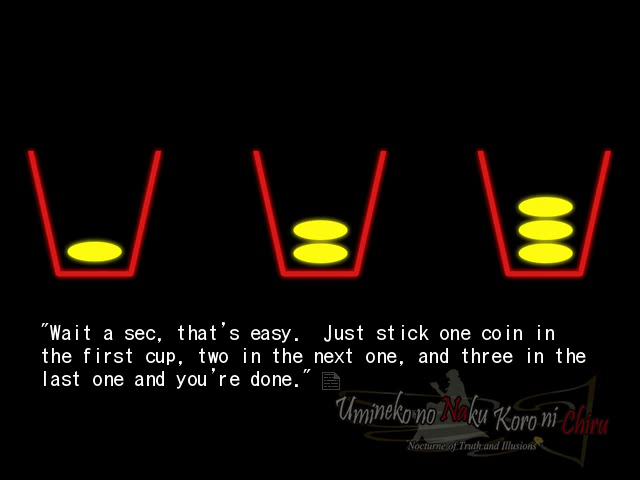 "Wait a sec, that's easy.  Just stick one coin in
the first cup, two in the next one, and three in the
last one and you're done."
Umineko no Naku Koro ni Chiru
Nocturne of Truth and Illusions